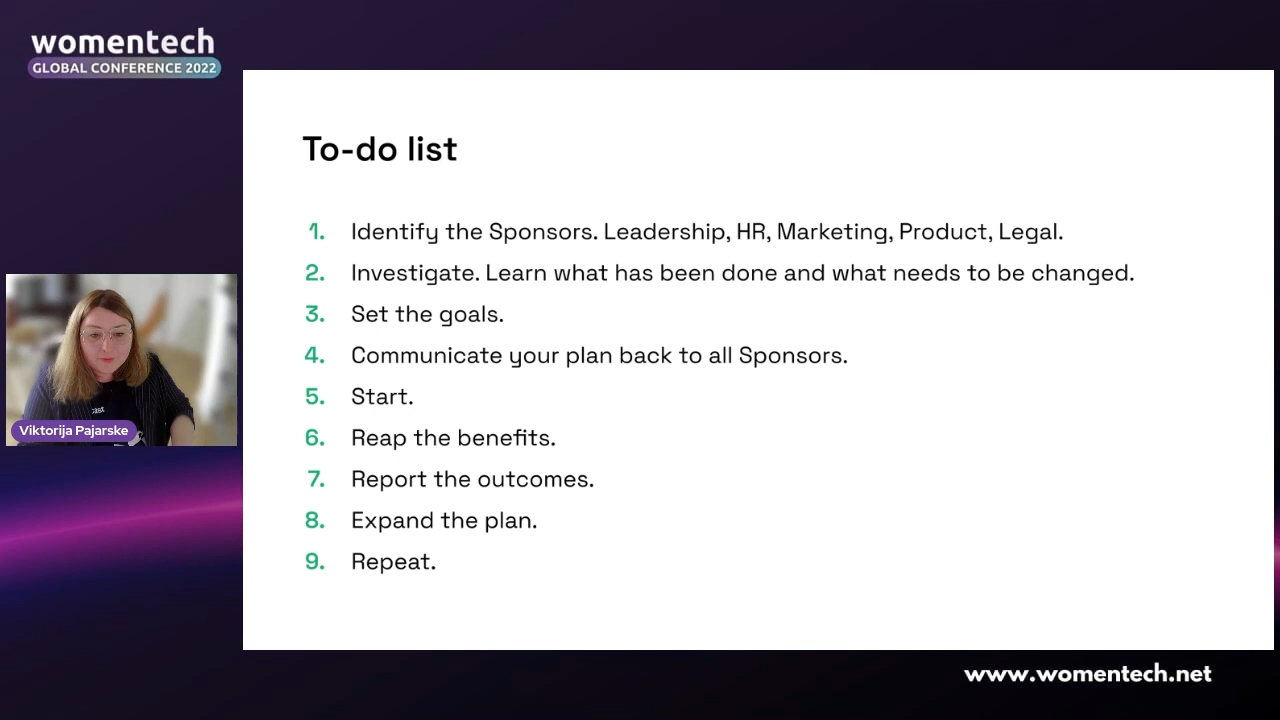 womentech
GLOBAL CONFERENCE 2022
To-do list
1. Identify the Sponsors. Leadership, HR, Marketing, Product, Legal.
2. Investigate. Learn what has been done and what needs to be changed.
3. Set the goals.
4. Communicate your plan back to all Sponsors.
5. Start.
6. Reap the benefits.
7. Report the outcomes.
8. Expand the plan.
9. Repeat.
Viktorija Pajarske
www.womentech.net